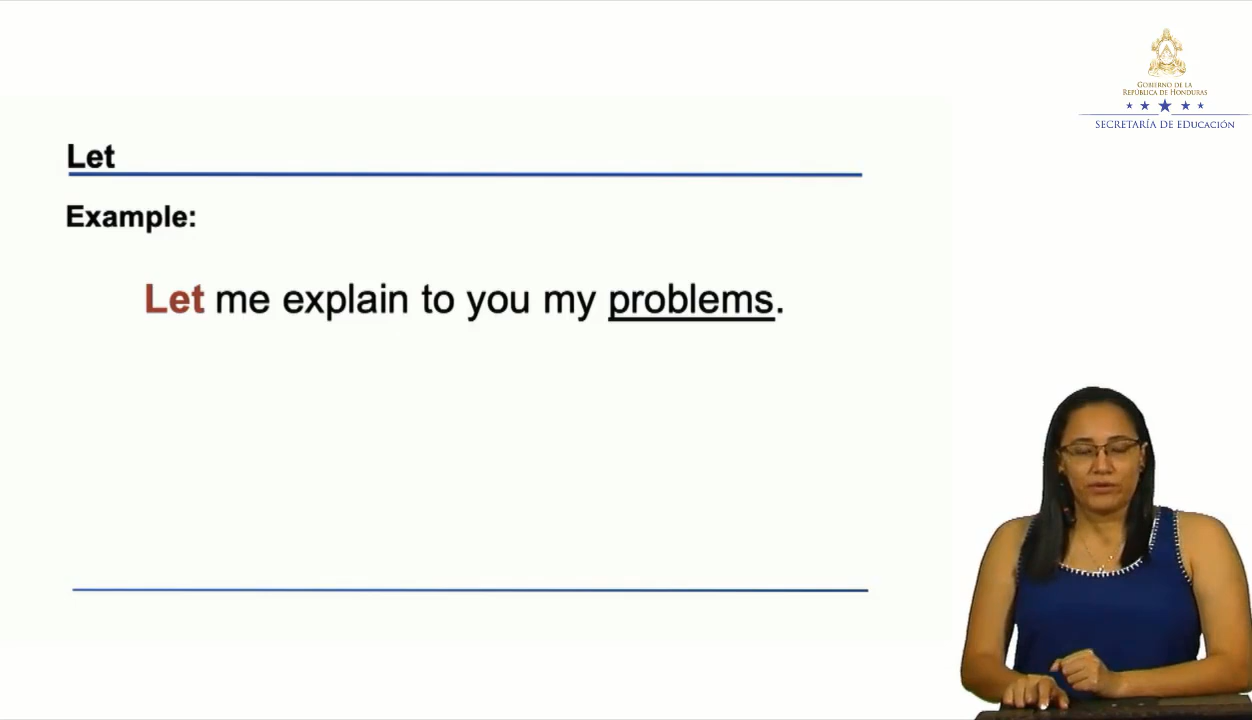 GOBIERNO DE LA
REPÚBLICA DE HONDURAS
SECRETARÍA DE EDUCACIÓN
Let
Example:
Let me explain to you my problems.